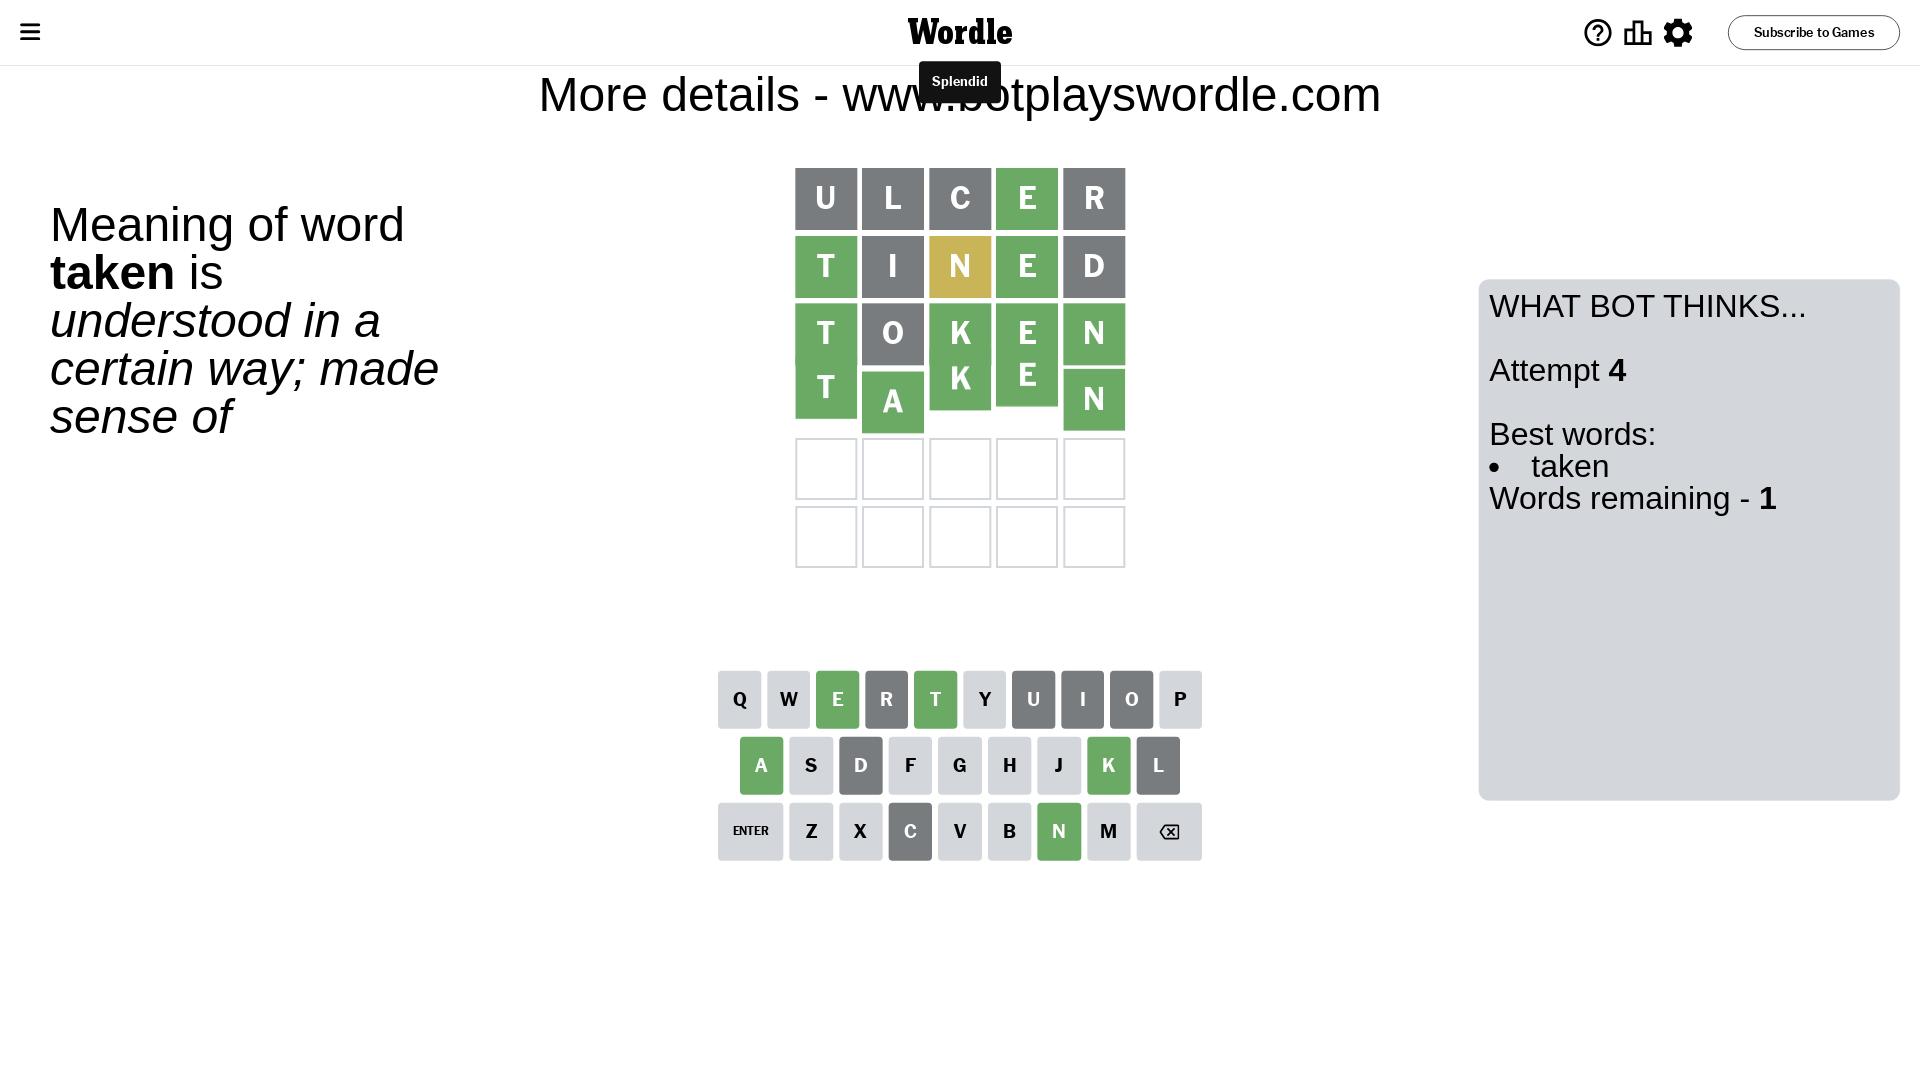 Wordle
Subscribe to Games
Splendid
More details - www.botplayswordle.com
Meaning of word
taken is
understood in a
certain way; made
sense of
U L C E R
T I N E D
T O K E N
T A K E N
WHAT BOT THINKS...
Attempt 4
Best words:
• taken
Words remaining - 1
Q W E R T Y U I O P
A S D F G H J K L
ENTER Z X C V B N M